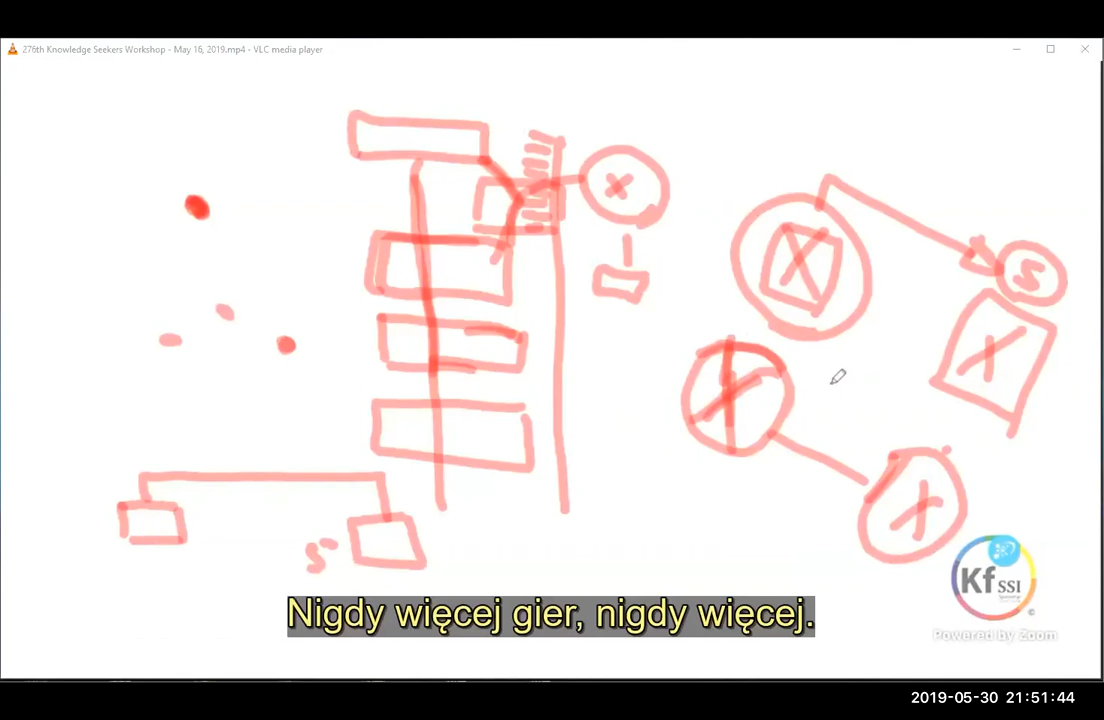 276th Knowledge Seekers Workshop - May 16, 2019.mp4 - VLC media player
X
X
S
X
X
X
S
Kf SSI
Nigdy więcej gier, nigdy więcej.
Powered by Zoom
2019-05-30 21:51:44